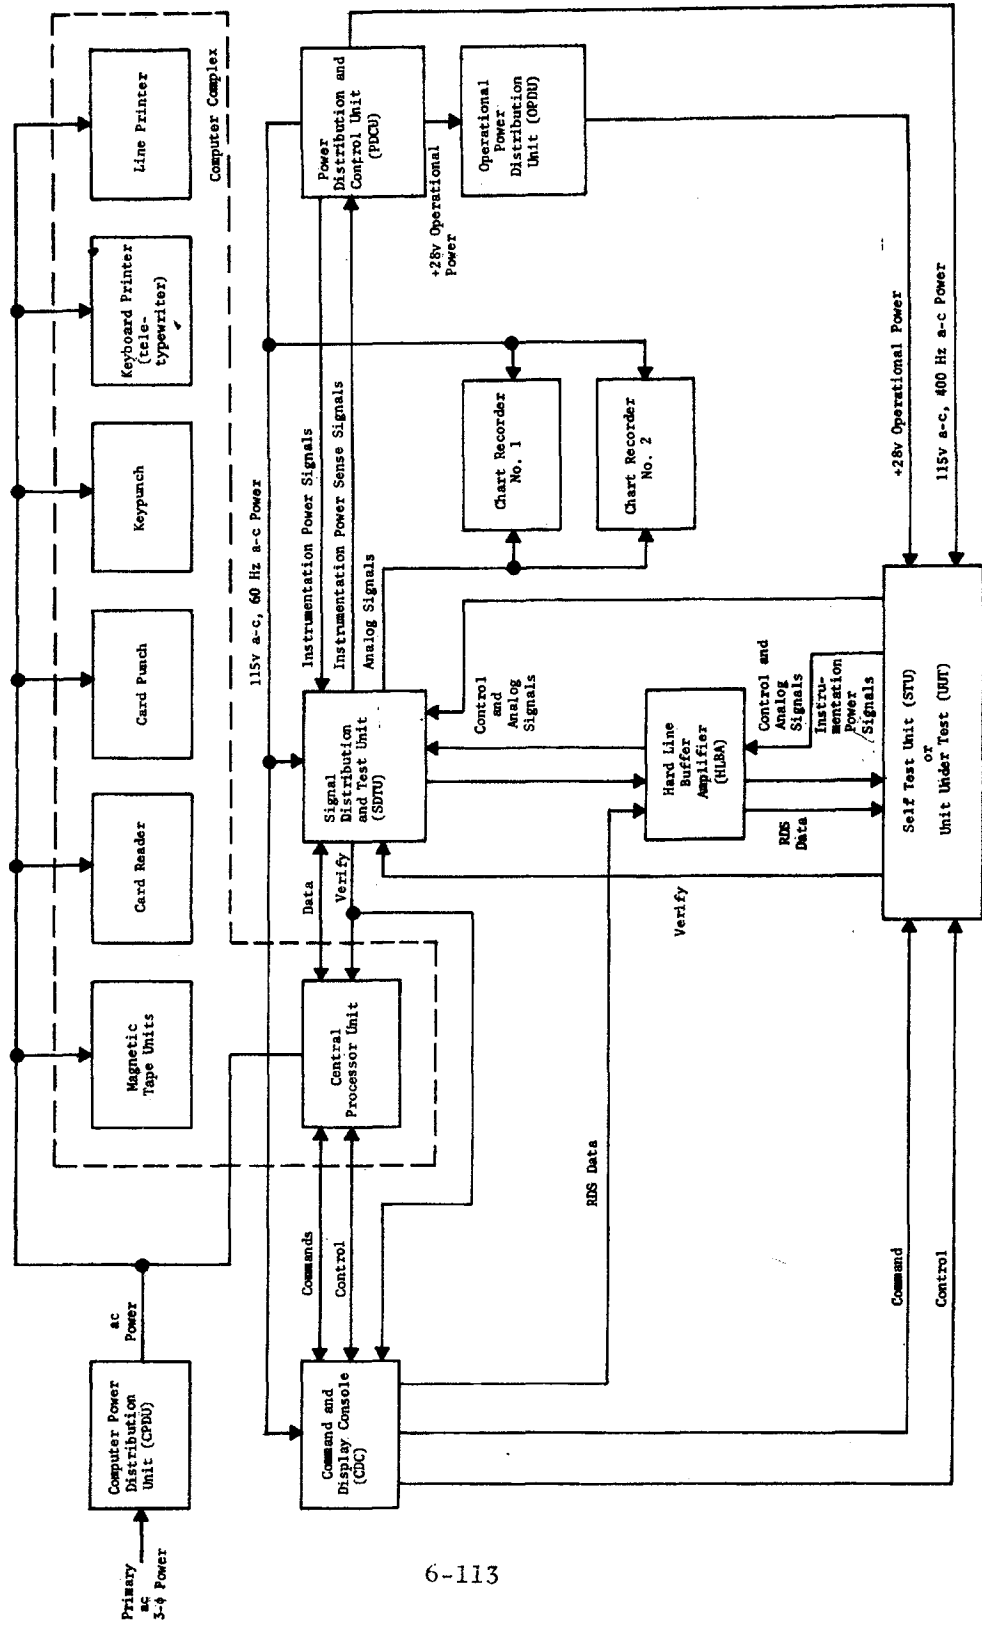 Primary
ac
3-ϕ Power
Computer Power
Distribution
Unit (CPDU)
ac
Power
Magnetic
Tape Units
Card Reader
Card Punch
Keypunch
Keyboard Printer
(tele-
typewriter)
Line Printer
Computer Complex
115v a-c, 60 Hz a-c Power
Command and
Display Console
(CDC)
Commands
Control
Central
Processor Unit
Data
Verify
Signal
Distribution
and Test Unit
(SDTU)
Instrumentation Power Signals
Instrumentation Power Sense Signals
Analog Signals
Power
Distribution and
Control Unit
(PDCU)
+28v Operational
Power
Operational
Power
Distribution
Unit (OPDU)
Chart Recorder
No. 1
Chart Recorder
No. 2
Control
and
Analog
Signals
RDS Data
Hard Line
Buffer
Amplifier
(HLBA)
Verify
RDS
Data
Control and
Analog
Signals
Instru-
mentation
Power
Signals
Command
Control
Self Test Unit (STU)
or
Unit Under Test (UUT)
+28v Operational Power
115v a-c, 400 Hz a-c Power
6-113